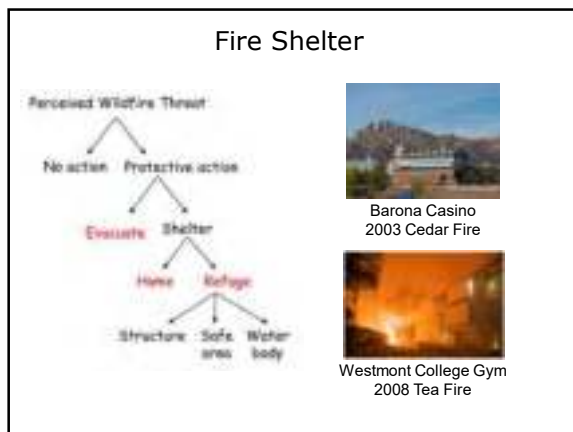 Fire Shelter
Perceived Wildfire Threat
No action Protective action
Evacuate Shelter
Home Refuge
Structure Safe area Water body
Barona Casino
2003 Cedar Fire
Westmont College Gym
2008 Tea Fire